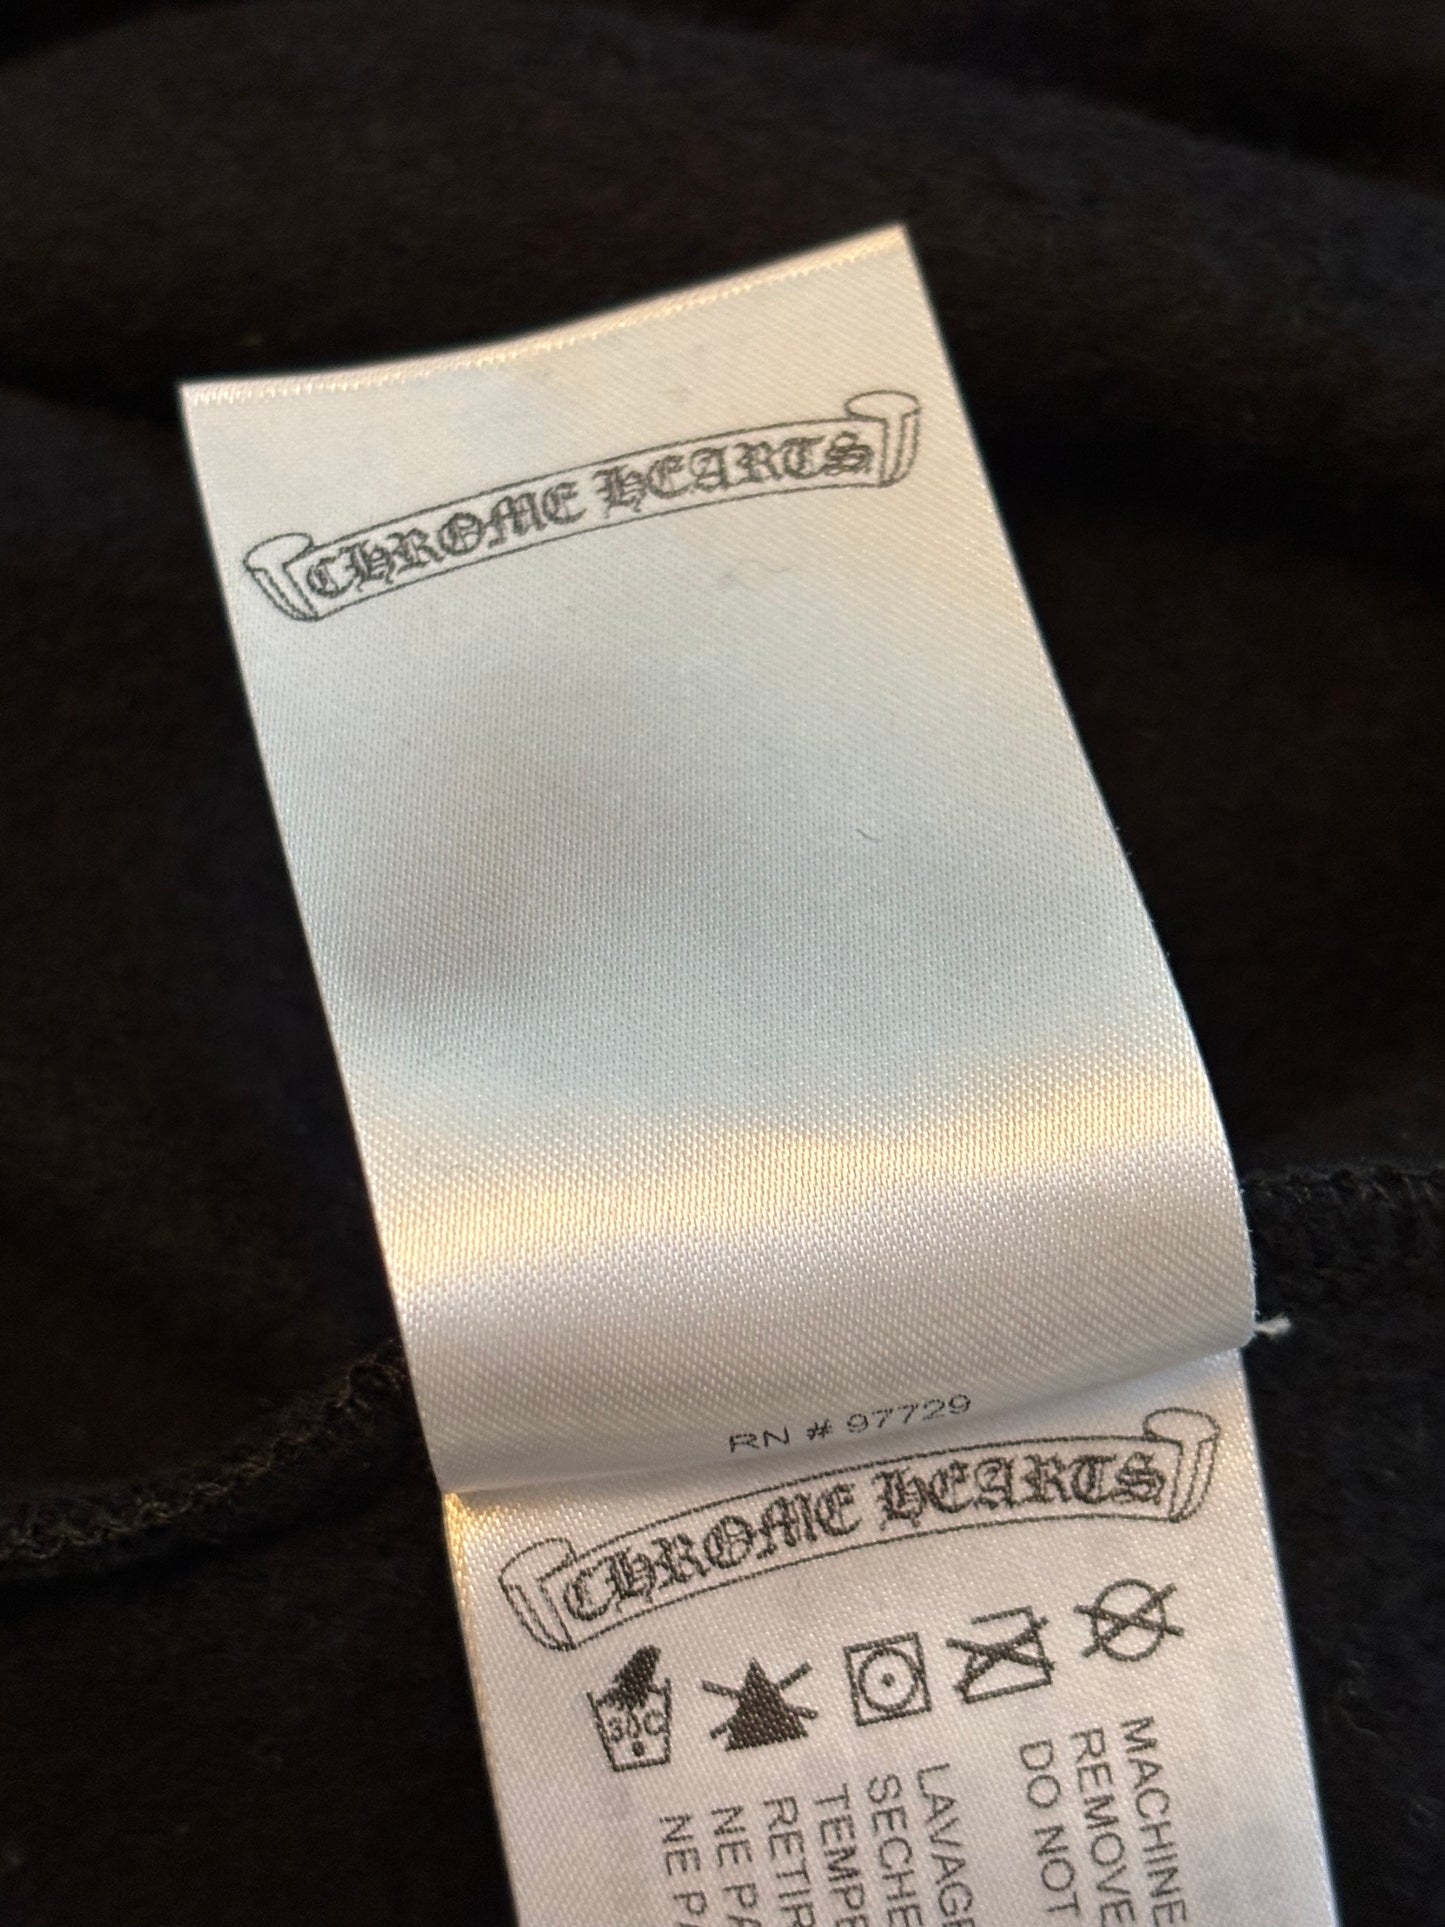 CHROME HEARTS
RN # 97729
CHROME HEARTS
30C
MACHINE
REMOVE
DO NOT
LAVAGE
SECHE
TEMPE
RETIR
NE PA
NE PA